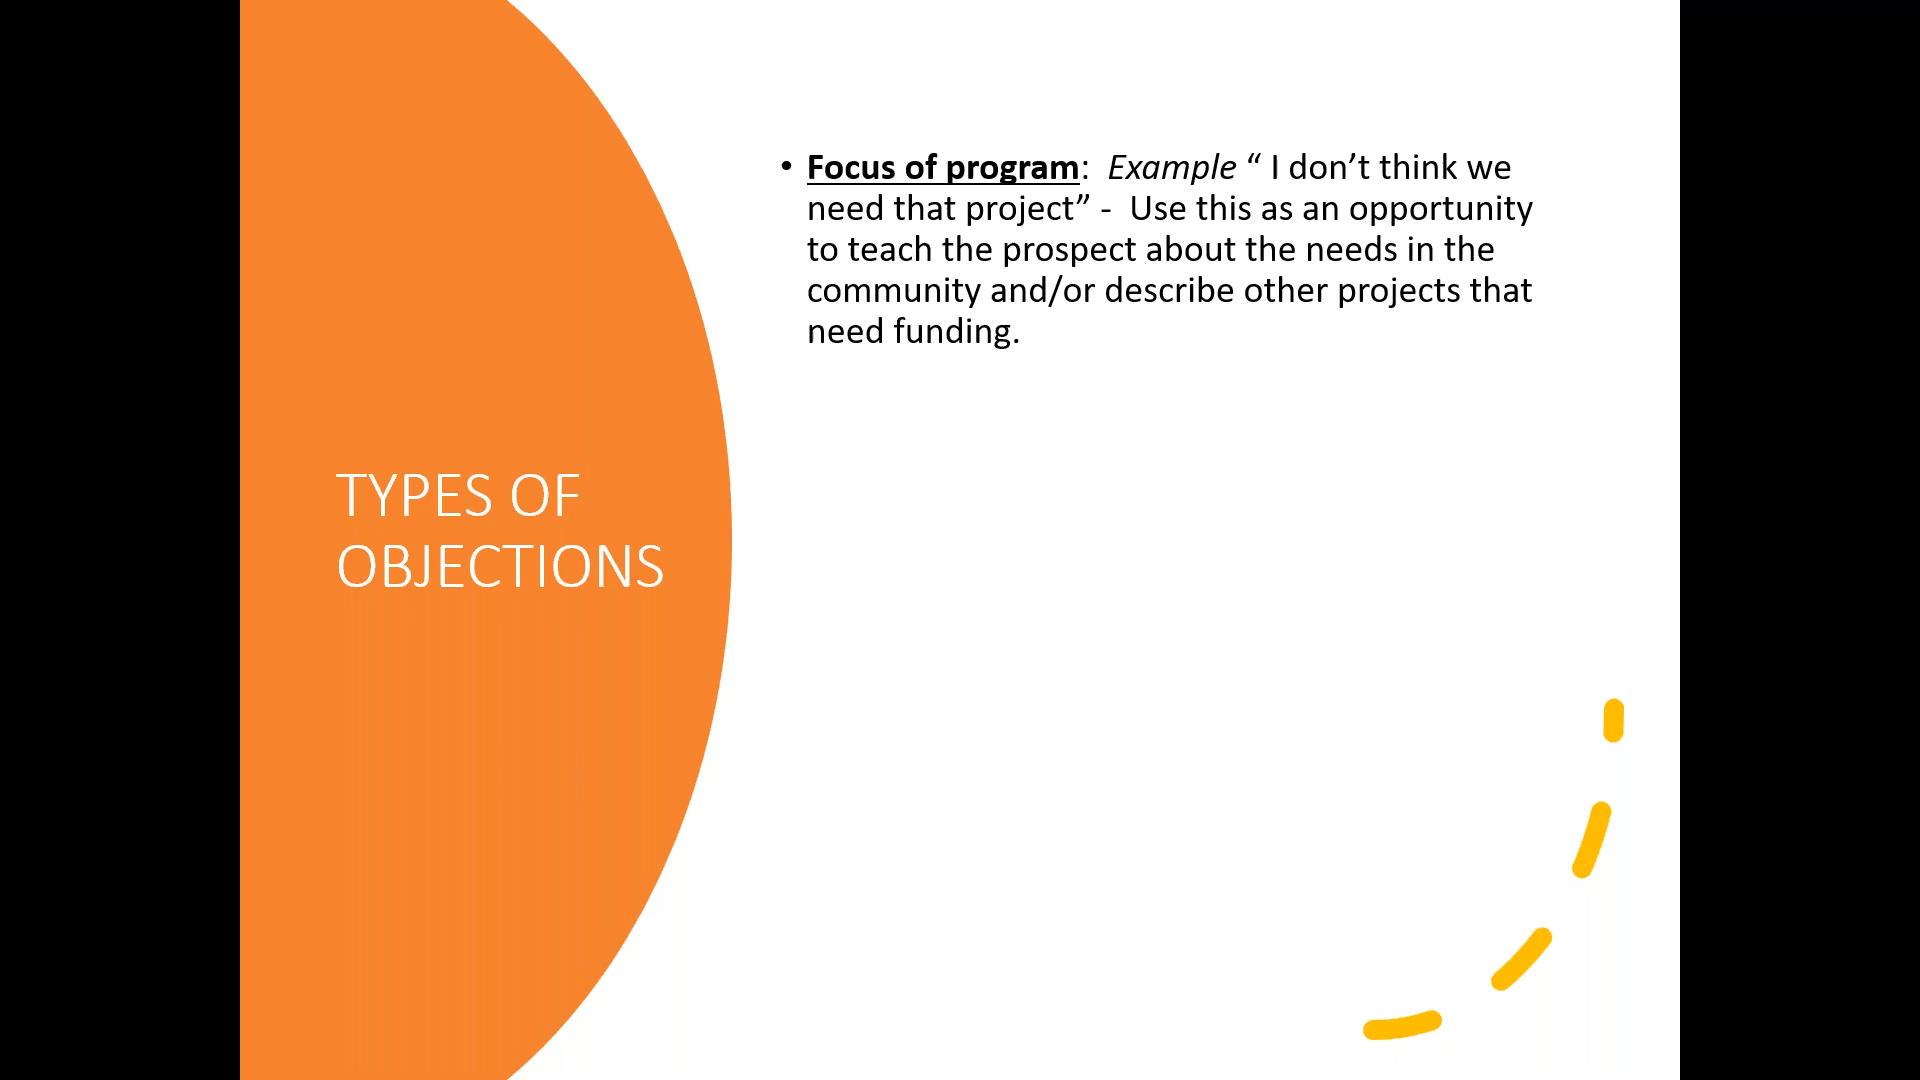 TYPES OF
OBJECTIONS
• Focus of program:  Example “ I don’t think we
need that project” -  Use this as an opportunity
to teach the prospect about the needs in the
community and/or describe other projects that
need funding.